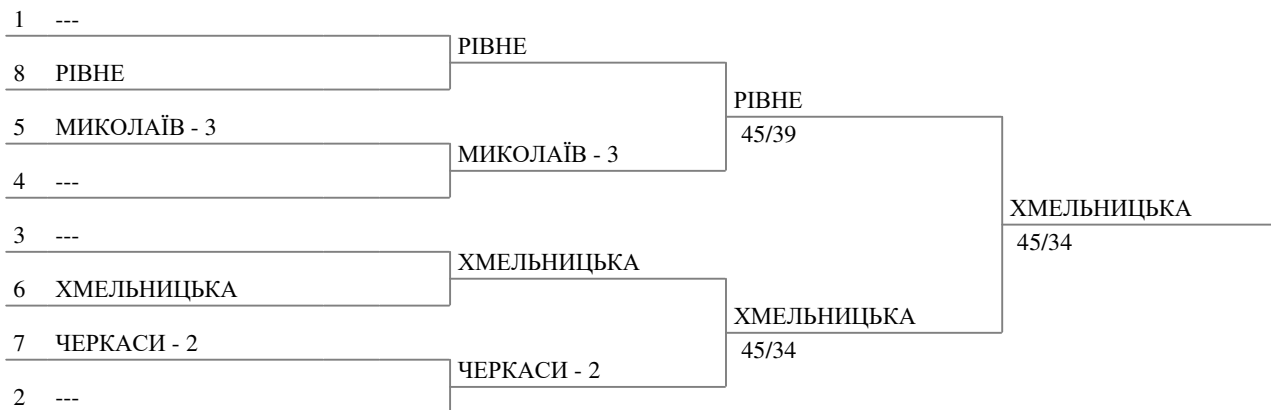 1 ---
РІВНЕ
8 РІВНЕ
РІВНЕ
5 МИКОЛАЇВ - 3
45/39
МИКОЛАЇВ - 3
4 ---
ХМЕЛЬНИЦЬКА
3 ---
45/34
ХМЕЛЬНИЦЬКА
6 ХМЕЛЬНИЦЬКА
ХМЕЛЬНИЦЬКА
7 ЧЕРКАСИ - 2
45/34
ЧЕРКАСИ - 2
2 ---